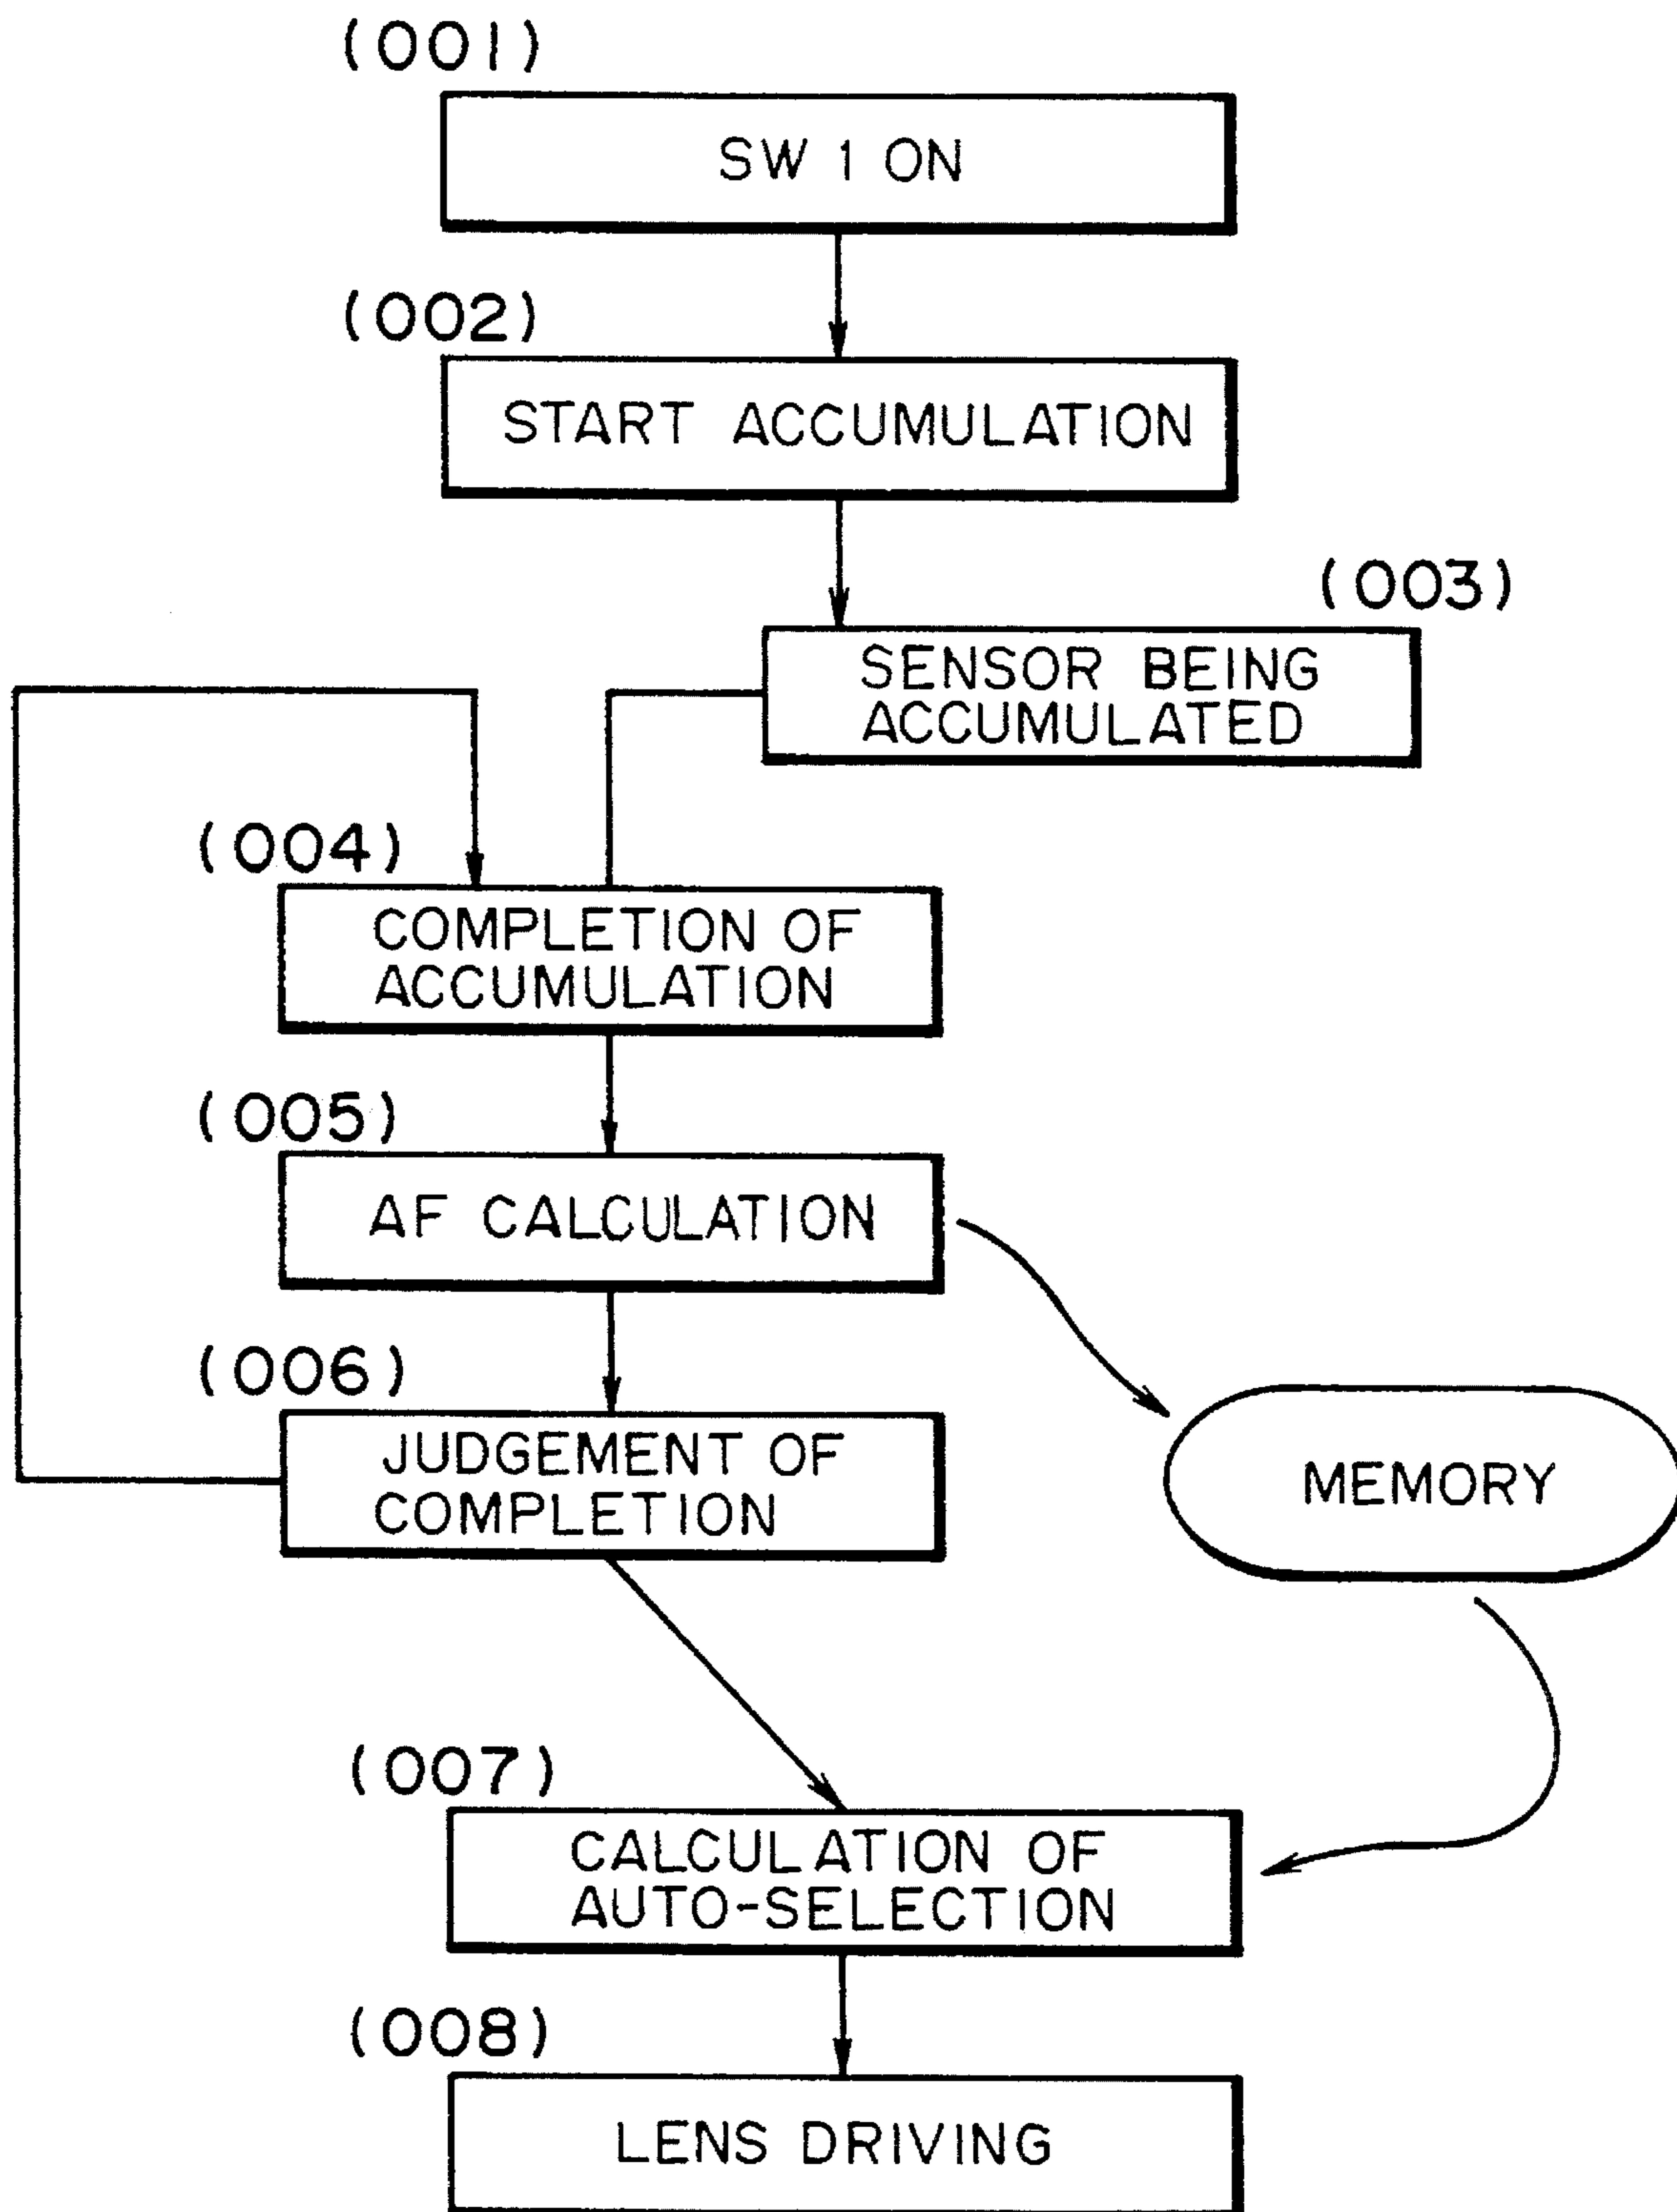 (001)
SW 1 ON
(002)
START ACCUMULATION
(003)
SENSOR BEING
ACCUMULATED
(004)
COMPLETION OF
ACCUMULATION
(005)
AF CALCULATION
(006)
JUDGEMENT OF
COMPLETION
MEMORY
(007)
CALCULATION OF
AUTO-SELECTION
(008)
LENS DRIVING